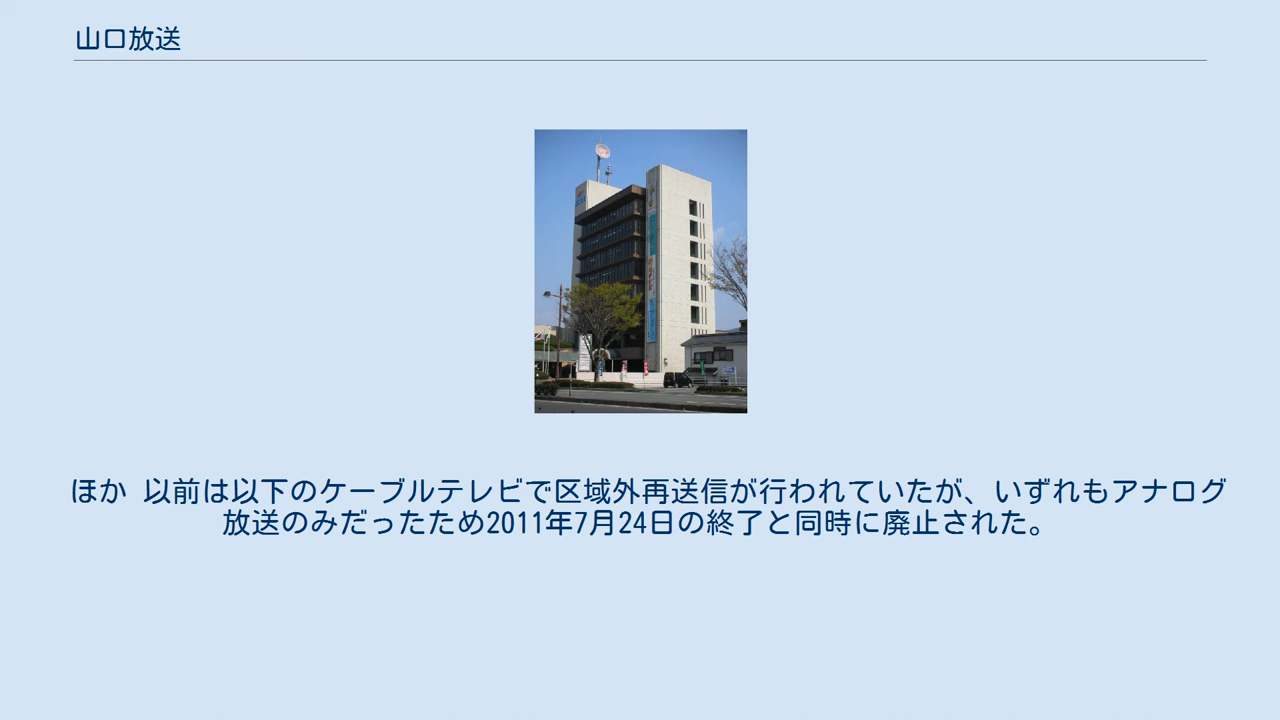 山口放送
ほか 以前は以下のケーブルテレビで区域外再送信が行われていたが、いずれもアナログ
放送のみだったため2011年7月24日の終了と同時に廃止された。